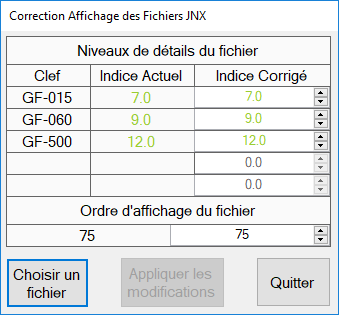 Correction Affichage des Fichiers JNX
Niveaux de détails du fichier
Clef Indice Actuel Indice Corrigé
GF-015 7.0 7.0
GF-060 9.0 9.0
GF-500 12.0 12.0
0.0
0.0
Ordre d'affichage du fichier
75 75
Choisir un
fichier
Appliquer les
modifications
Quitter